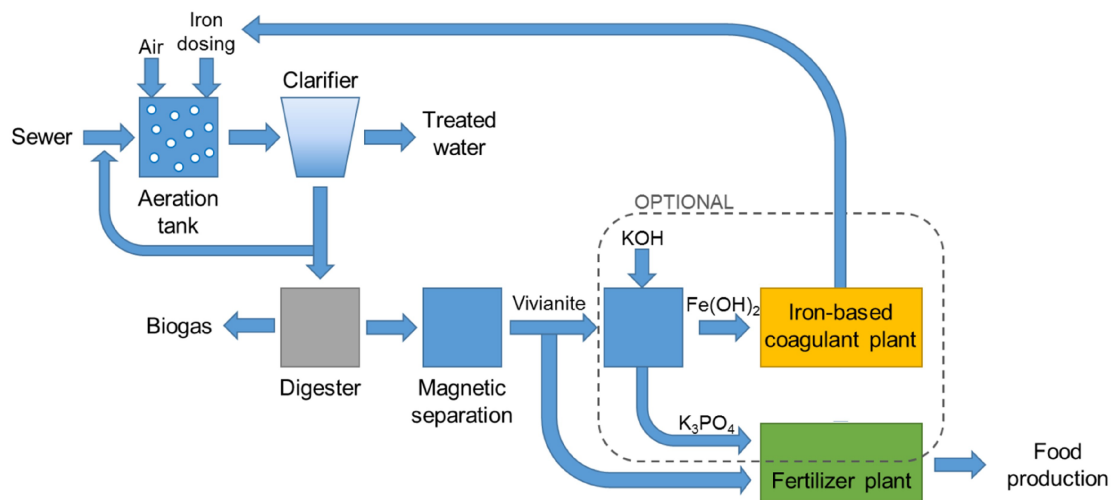 Iron
dosing
Air
Clarifier
Sewer
Treated
water
Aeration
tank
OPTIONAL
KOH
Vivianite
Fe(OH)₂
Iron-based
coagulant plant
Biogas
Digester
Magnetic
separation
K₃PO₄
Fertilizer plant
Food
production